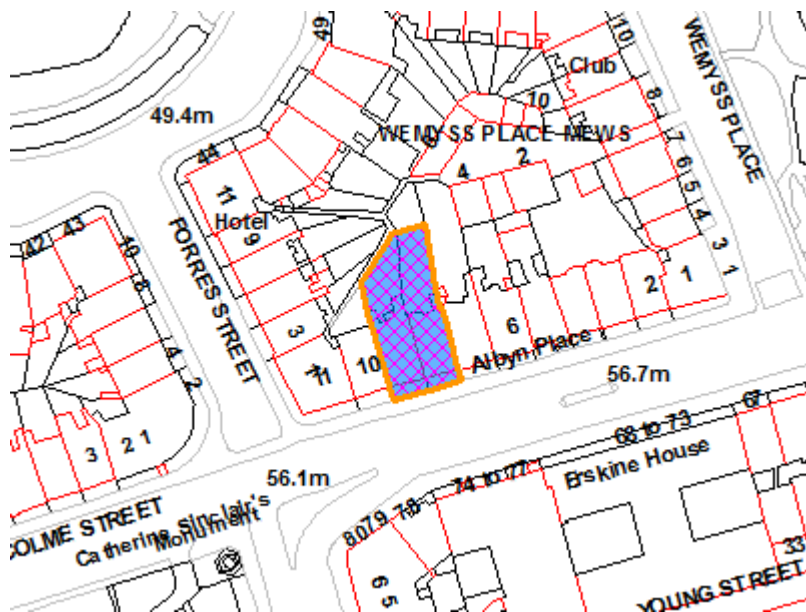 49
10
Club
WEMYSS PLACE
49.4m
10
8
WEMYSS PLACE MEWS
7
2
6
44
4
5
11
4
Hotel
9
3
1
43
42
10
FORRES STREET
8
2
1
3
6
4
10
Albyn Place
2
11
56.7m
67
68 to 73
3
2 1
Erskine House
56.1m
74 to 77
78
79
80
COLME STREET
Catherine Sinclair's
Monument
33
6 5
YOUNG STREET